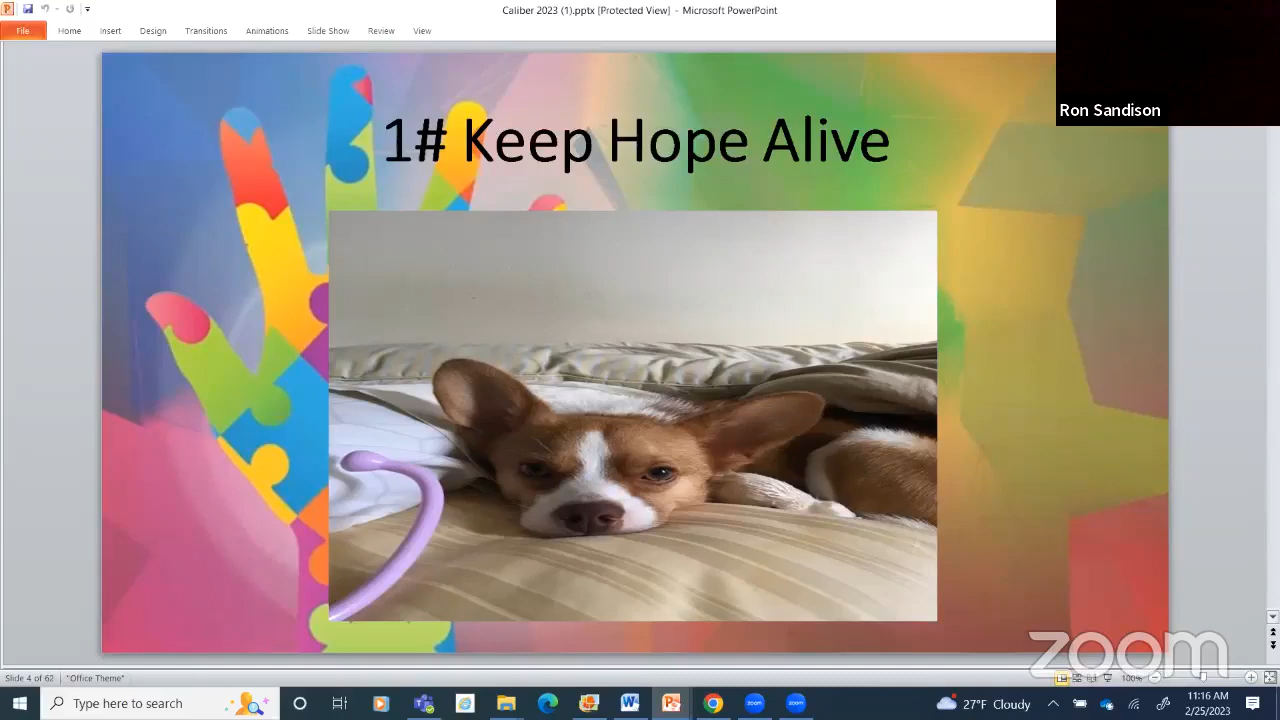 Caliber 2023 (1).pptx [Protected View] - Microsoft PowerPoint
File Home Insert Design Transitions Animations Slide Show Review View
Ron Sandison
1# Keep Hope Alive
zoom
Slide 4 of 62 "Office Theme" 100%
Type here to search
27°F Cloudy
11:16 AM
2/25/2023